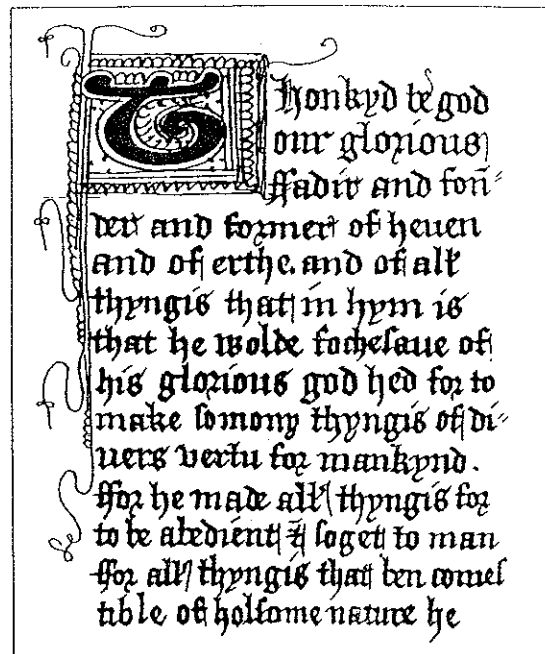 Thonkyd be god
our glorious
ffadir and fon̄=
der and former of heuen
and of erthe. and of all
thyngis that in hym is
that he wolde fochesaue of
his glorious god hed for to
make somony thyngis of di=
uers vertu for mankynd.
ffor he made all thyngis for
to be abedient & soget to man
ffor all thyngis that ben comes
tible of holsome nature he